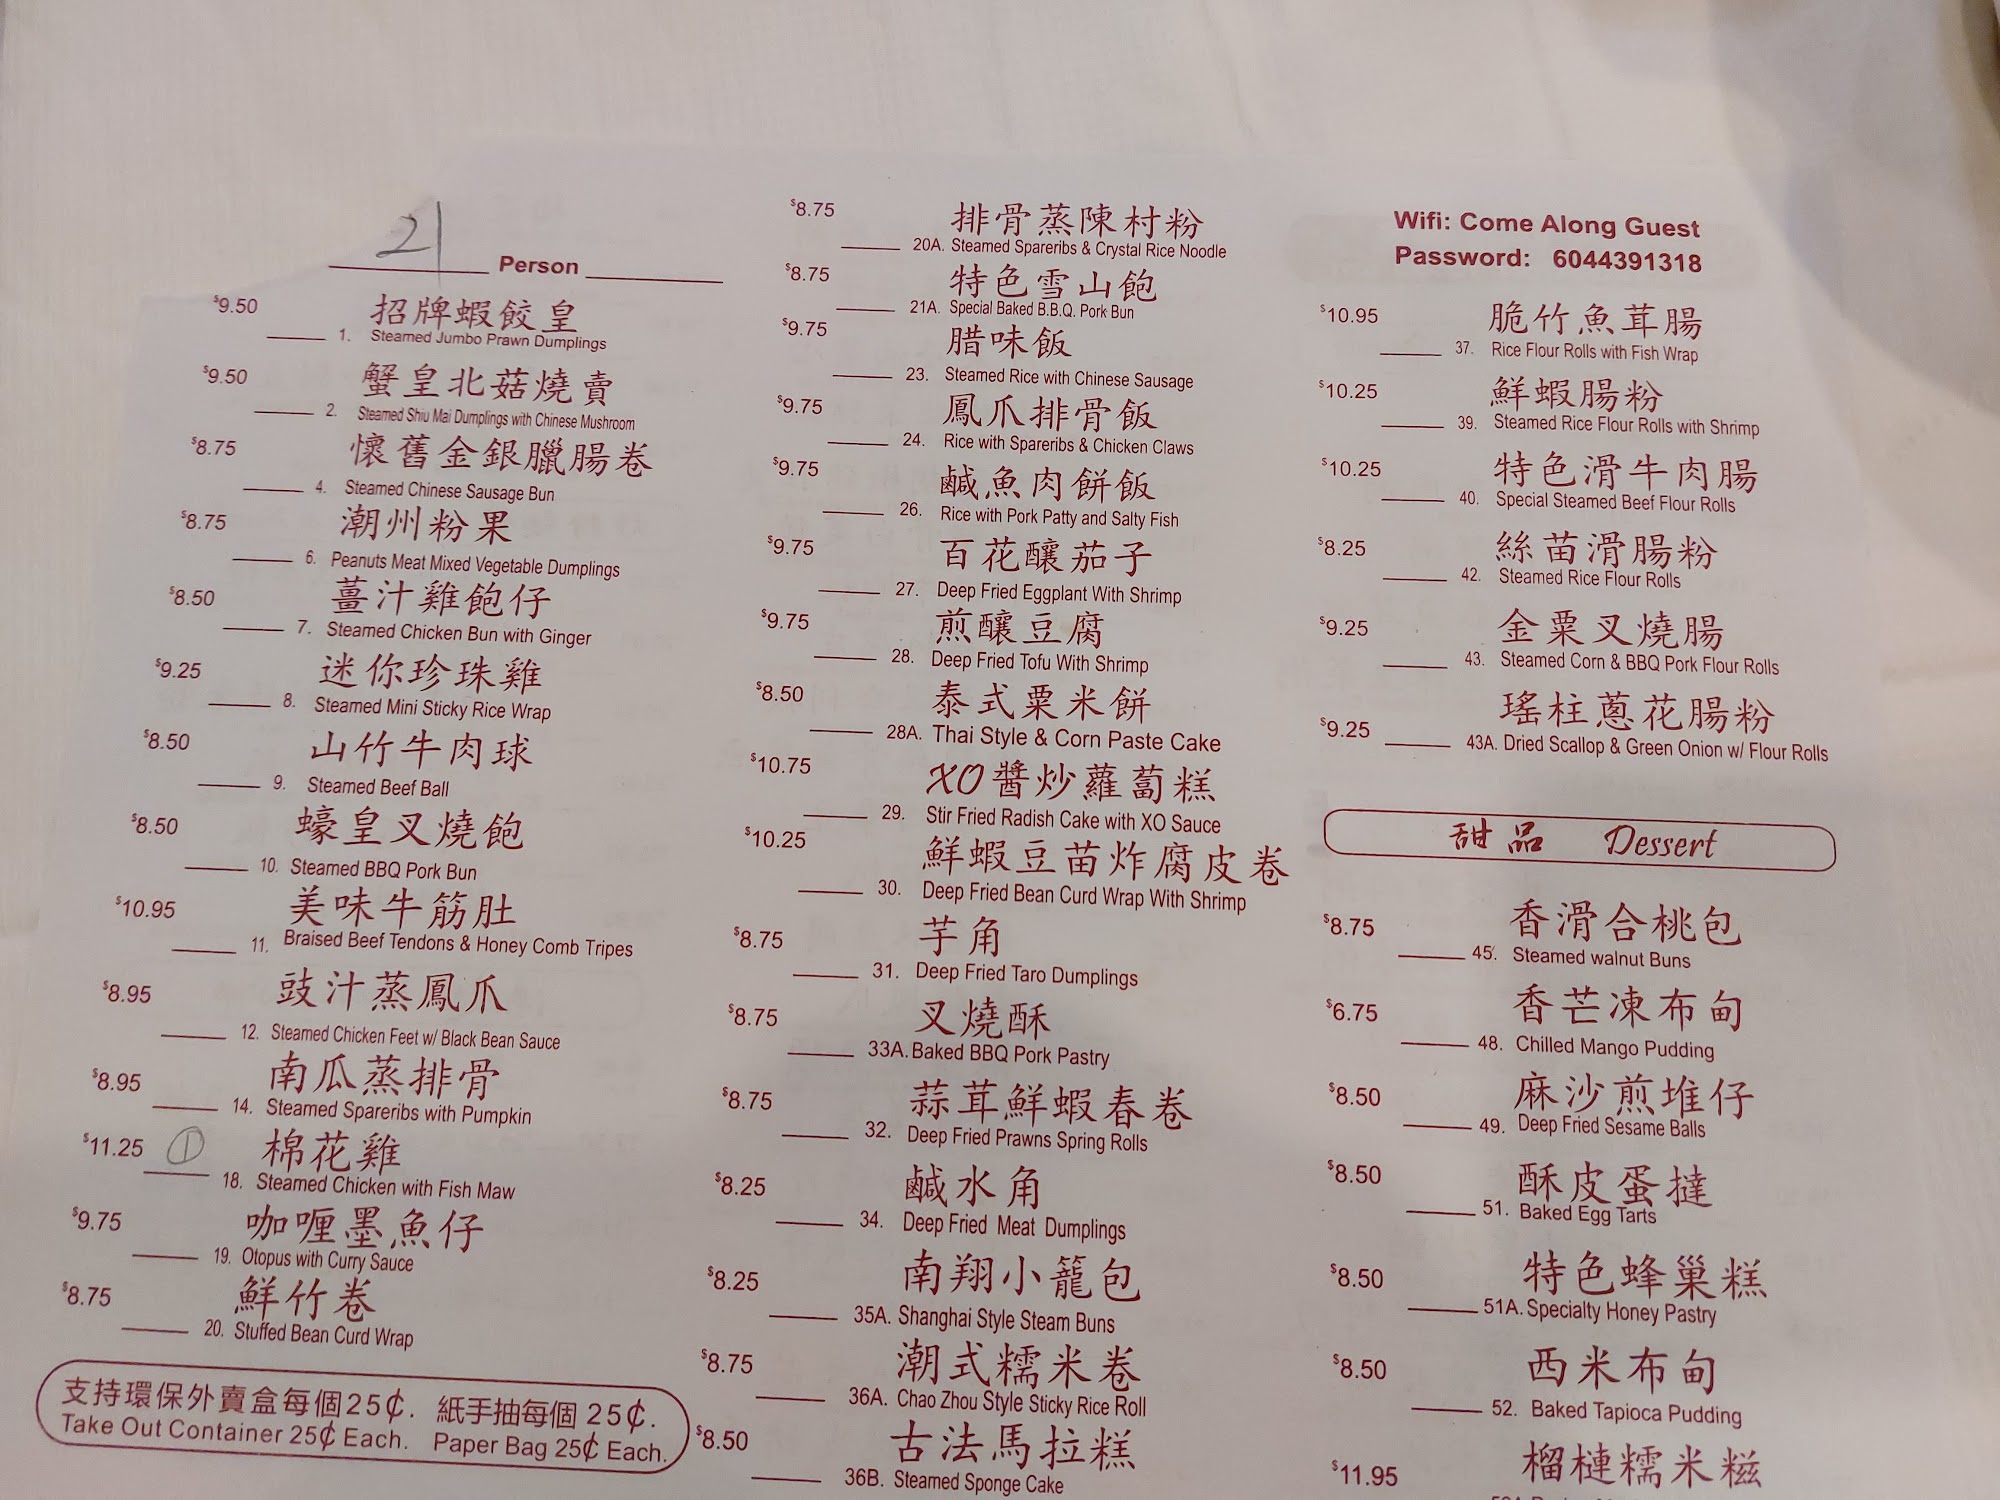 21
Person
$9.50 招牌蝦餃皇
1. Steamed Jumbo Prawn Dumplings
$9.50 蟹皇北菇燒賣
2. Steamed Shiu Mai Dumplings with Chinese Mushroom
$8.75 懷舊金銀臘腸卷
4. Steamed Chinese Sausage Bun
$8.75 潮州粉果
6. Peanuts Meat Mixed Vegetable Dumplings
$8.50 薑汁雞飽仔
7. Steamed Chicken Bun with Ginger
$9.25 迷你珍珠雞
8. Steamed Mini Sticky Rice Wrap
$8.50 山竹牛肉球
9. Steamed Beef Ball
$8.50 蠔皇叉燒飽
10. Steamed BBQ Pork Bun
$10.95 美味牛筋肚
11. Braised Beef Tendons & Honey Comb Tripes
$8.95 豉汁蒸鳳爪
12. Steamed Chicken Feet w/ Black Bean Sauce
$8.95 南瓜蒸排骨
14. Steamed Spareribs with Pumpkin
$11.25 1 棉花雞
18. Steamed Chicken with Fish Maw
$9.75 咖喱墨魚仔
19. Otopus with Curry Sauce
$8.75 鮮竹卷
20. Stuffed Bean Curd Wrap
支持環保外賣盒每個25¢. 紙手抽每個 25¢.
Take Out Container 25¢ Each. Paper Bag 25¢ Each.
$8.75 排骨蒸陳村粉
20A. Steamed Spareribs & Crystal Rice Noodle
$8.75 特色雪山飽
21A. Special Baked B.B.Q. Pork Bun
$9.75 腊味飯
23. Steamed Rice with Chinese Sausage
$9.75 鳳爪排骨飯
24. Rice with Spareribs & Chicken Claws
$9.75 鹹魚肉餅飯
26. Rice with Pork Patty and Salty Fish
$9.75 百花釀茄子
27. Deep Fried Eggplant With Shrimp
$9.75 煎釀豆腐
28. Deep Fried Tofu With Shrimp
$8.50 泰式粟米餅
28A. Thai Style & Corn Paste Cake
$10.75 XO醬炒蘿蔔糕
29. Stir Fried Radish Cake with XO Sauce
$10.25 鮮蝦豆苗炸腐皮卷
30. Deep Fried Bean Curd Wrap With Shrimp
$8.75 芋角
31. Deep Fried Taro Dumplings
$8.75 叉燒酥
33A. Baked BBQ Pork Pastry
$8.75 蒜茸鮮蝦春卷
32. Deep Fried Prawns Spring Rolls
$8.25 鹹水角
34. Deep Fried Meat Dumplings
$8.25 南翔小籠包
35A. Shanghai Style Steam Buns
$8.75 潮式糯米卷
36A. Chao Zhou Style Sticky Rice Roll
$8.50 古法馬拉糕
36B. Steamed Sponge Cake
Wifi: Come Along Guest
Password: 6044391318
$10.95 脆竹魚茸腸
37. Rice Flour Rolls with Fish Wrap
$10.25 鮮蝦腸粉
39. Steamed Rice Flour Rolls with Shrimp
$10.25 特色滑牛肉腸
40. Special Steamed Beef Flour Rolls
$8.25 絲苗滑腸粉
42. Steamed Rice Flour Rolls
$9.25 金粟叉燒腸
43. Steamed Corn & BBQ Pork Flour Rolls
$9.25 瑤柱蔥花腸粉
43A. Dried Scallop & Green Onion w/ Flour Rolls
甜品 Dessert
$8.75 香滑合桃包
45. Steamed walnut Buns
$6.75 香芒凍布甸
48. Chilled Mango Pudding
$8.50 麻沙煎堆仔
49. Deep Fried Sesame Balls
$8.50 酥皮蛋撻
51. Baked Egg Tarts
$8.50 特色蜂巢糕
51A. Specialty Honey Pastry
$8.50 西米布甸
52. Baked Tapioca Pudding
$11.95 榴槤糯米糍